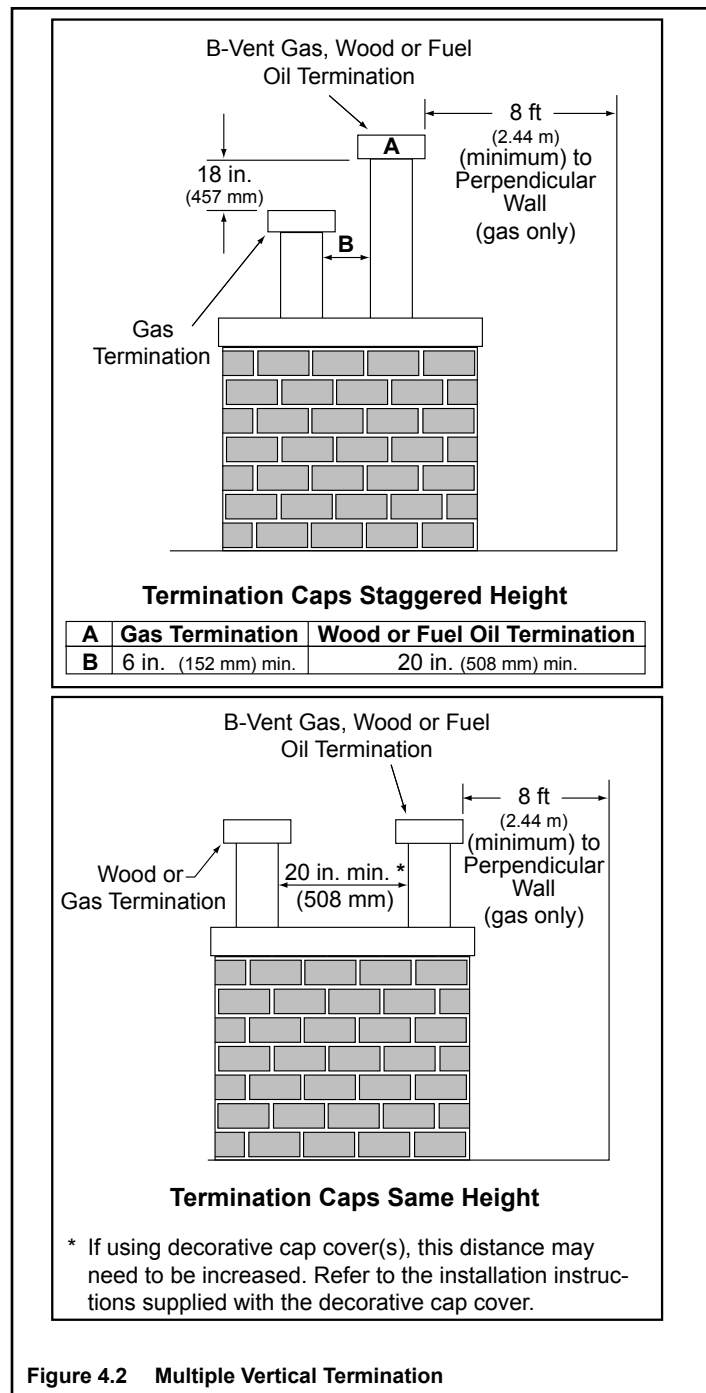 B-Vent Gas, Wood or Fuel
Oil Termination
8 ft
(2.44 m)
(minimum) to
Perpendicular
Wall
(gas only)
A
18 in.
(457 mm)
B
Gas
Termination
Termination Caps Staggered Height
A Gas Termination Wood or Fuel Oil Termination
B 6 in. (152 mm) min. 20 in. (508 mm) min.
B-Vent Gas, Wood or Fuel
Oil Termination
8 ft
(2.44 m)
(minimum) to
Perpendicular
Wall
(gas only)
Wood or
Gas Termination
20 in. min. *
(508 mm)
Termination Caps Same Height
* If using decorative cap cover(s), this distance may
need to be increased. Refer to the installation instruc-
tions supplied with the decorative cap cover.
Figure 4.2 Multiple Vertical Termination